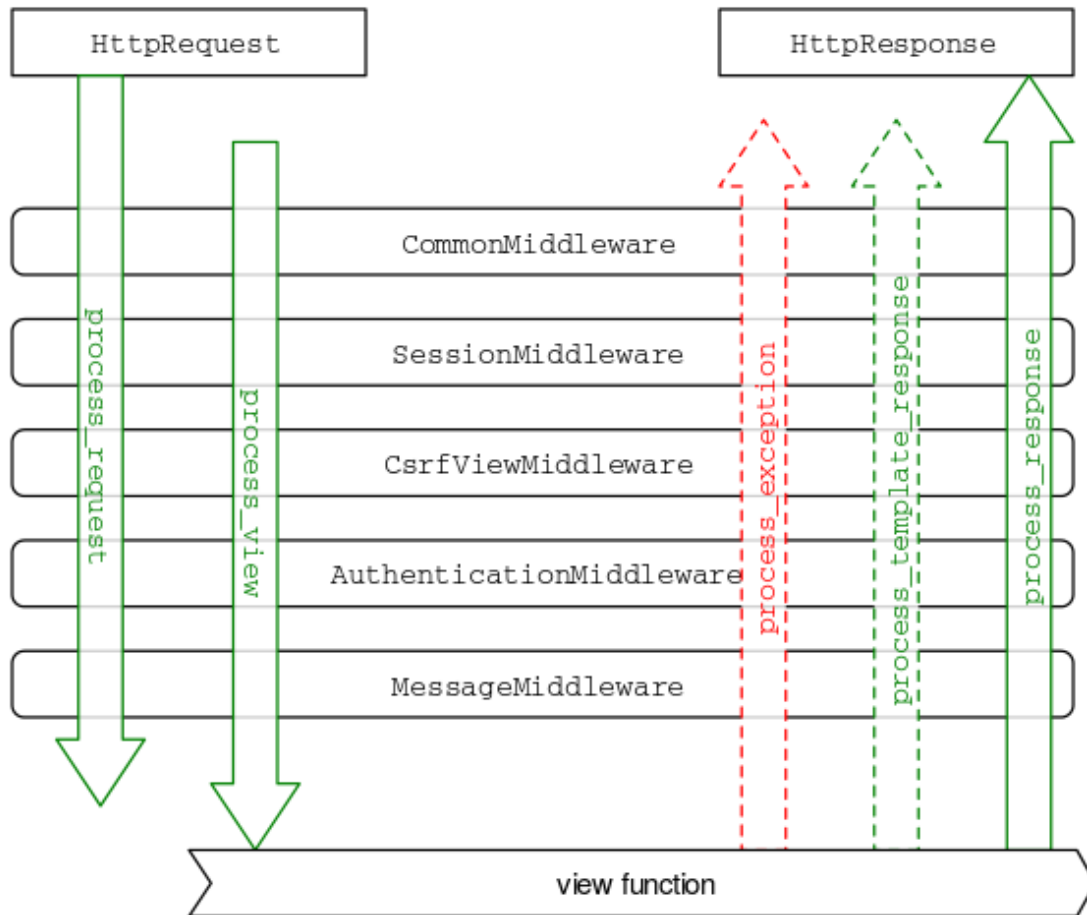 HttpRequest
HttpResponse
CommonMiddleware
SessionMiddleware
CsrfViewMiddleware
AuthenticationMiddleware
MessageMiddleware
process_request
process_view
process_exception
process_template_response
process_response
view function